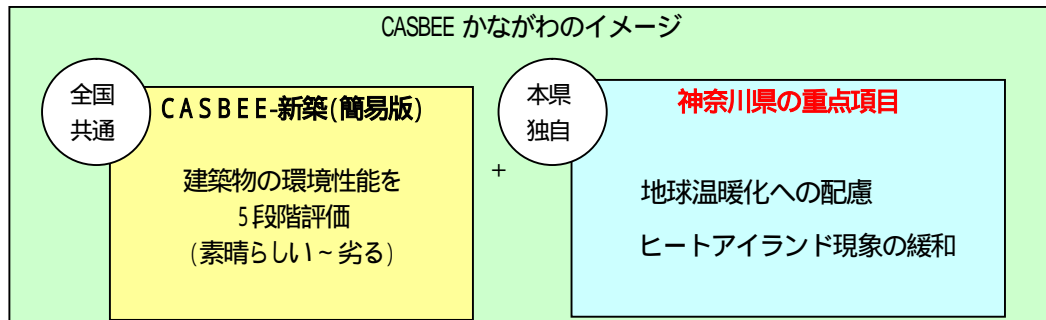 CASBEE かながわのイメージ
全国
共通
CASBEE-新築(簡易版)
建築物の環境性能を
5段階評価
(素晴らしい～劣る)
+
本県
独自
神奈川県の重点項目
地球温暖化への配慮
ヒートアイランド現象の緩和